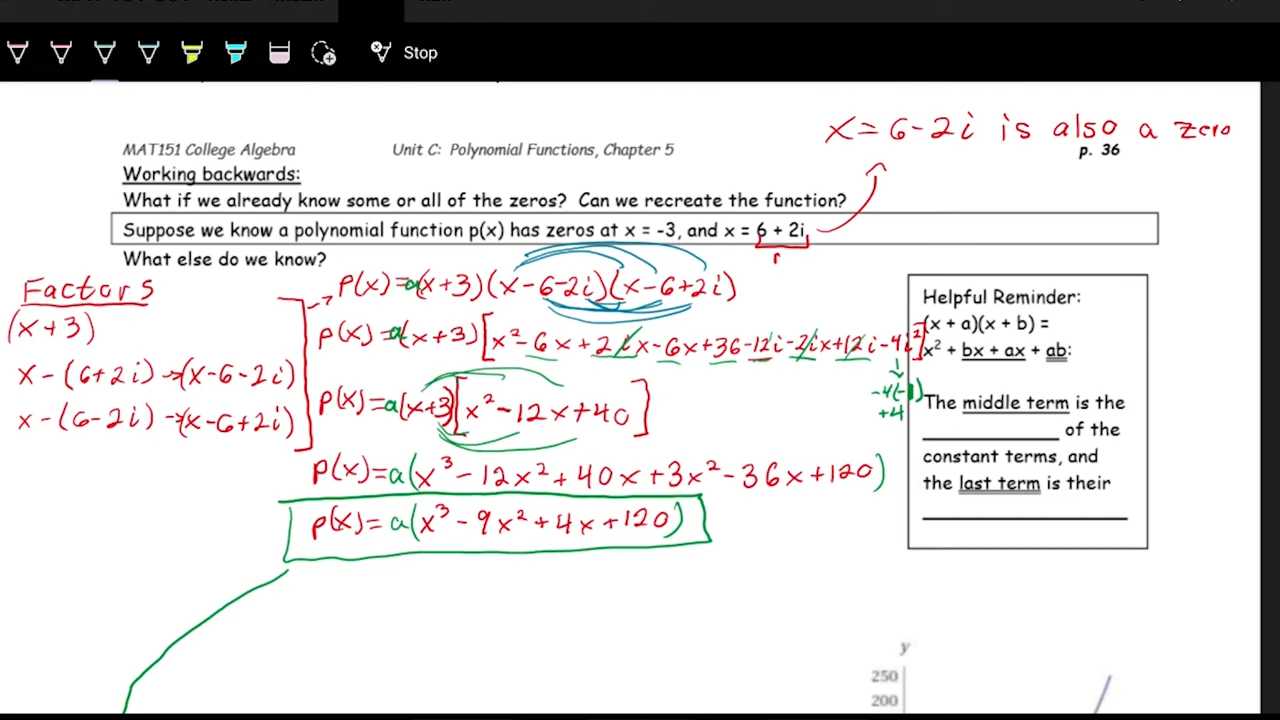 Stop
x = 6 - 2i is also a zero
MAT151 College Algebra Unit C: Polynomial Functions, Chapter 5 p. 36
Working backwards:
What if we already know some or all of the zeros? Can we recreate the function?
Suppose we know a polynomial function p(x) has zeros at x = -3, and x = 6 + 2i,
What else do we know?
Factors
(x+3)
x - (6+2i) → (x-6-2i)
x - (6-2i) → (x-6+2i)
P(x) = a(x+3)(x-6-2i)(x-6+2i)
P(x) = a(x+3)[x² - 6x + 2ix - 6x + 36 - 12i - 2ix + 12i - 4i²]
-4(-1)
+4
P(x) = a(x+3)[x² - 12x + 40]
P(x) = a(x³ - 12x² + 40x + 3x² - 36x + 120)
P(x) = a(x³ - 9x² + 4x + 120)
Helpful Reminder:
(x + a)(x + b) =
x² + bx + ax + ab:
The middle term is the
____________ of the
constant terms, and
the last term is their
____________
y
250
200